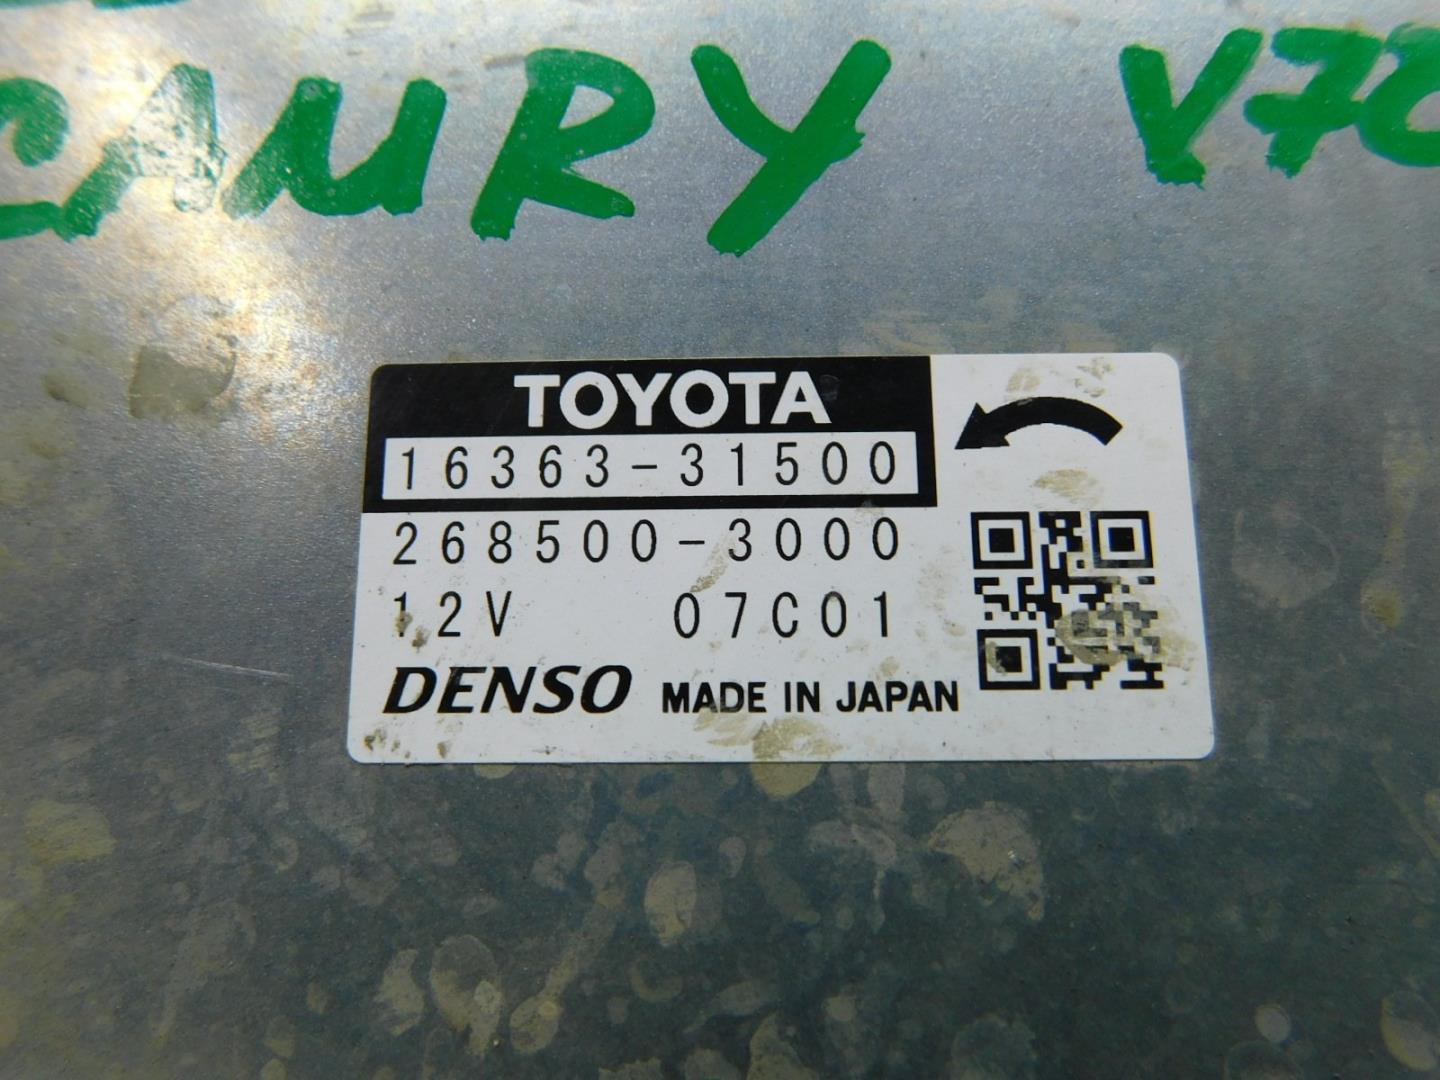 CAMRY V70
TOYOTA
16363-31500
268500-3000
12V 07C01
DENSO MADE IN JAPAN